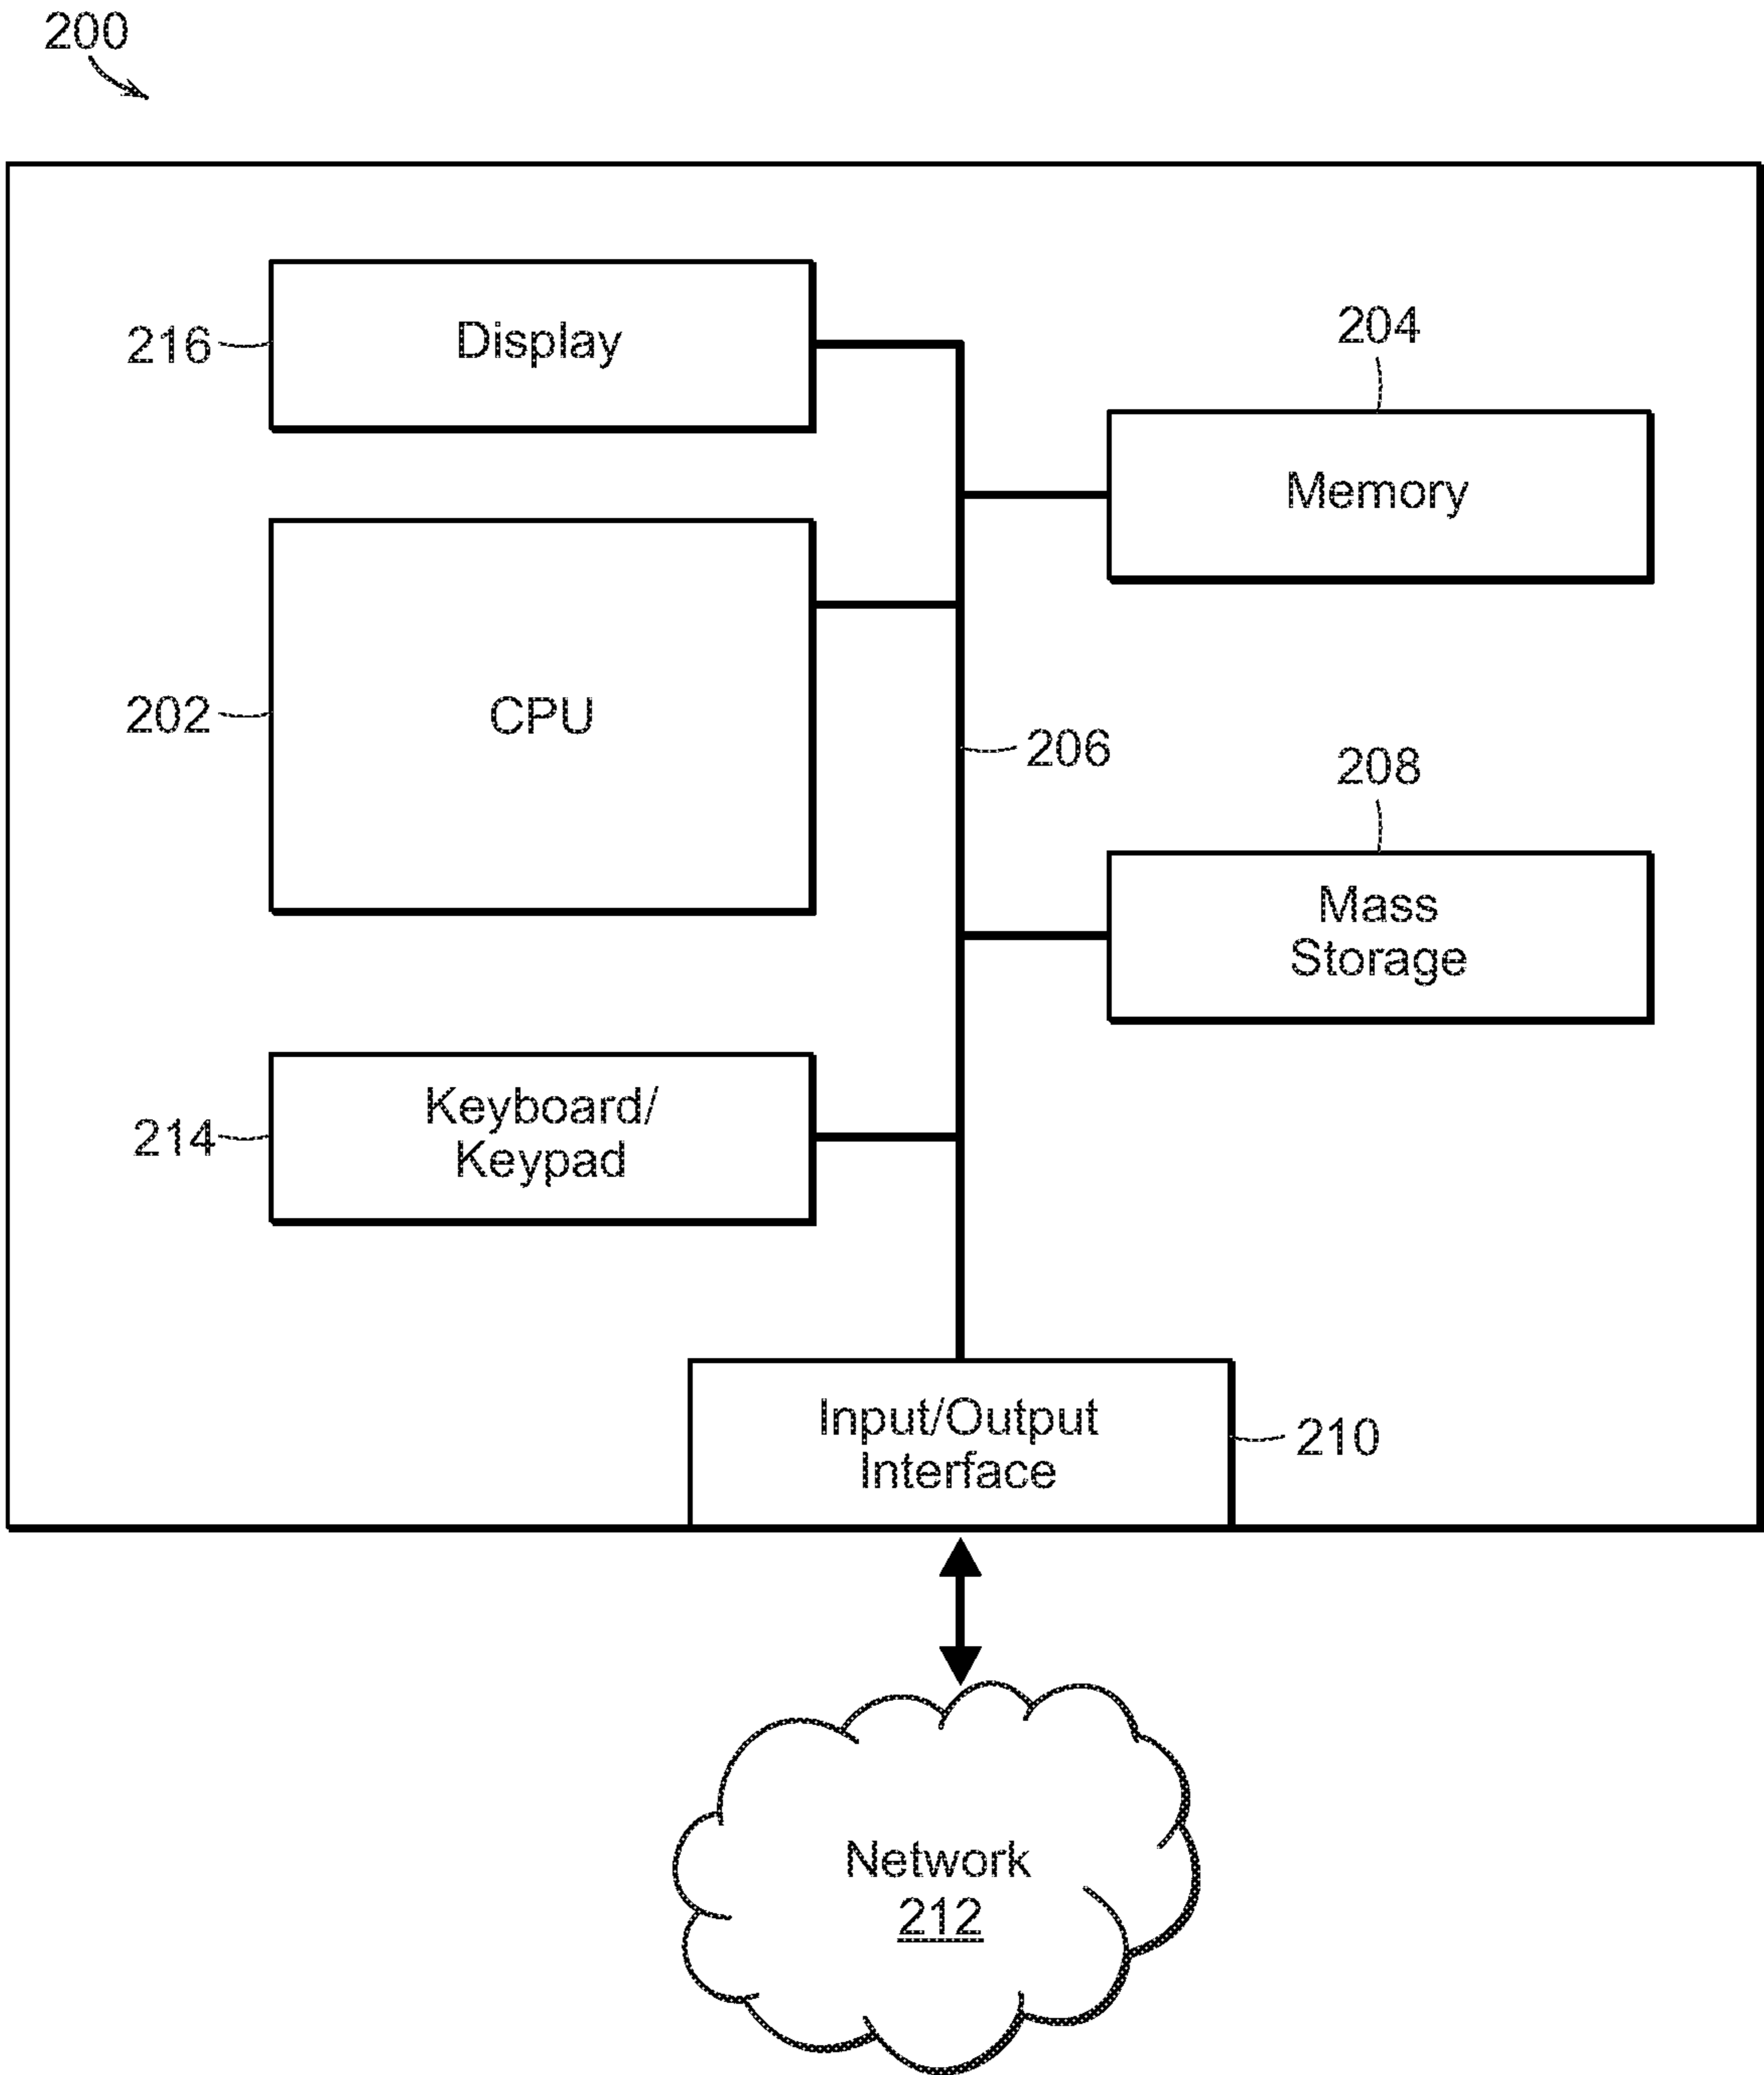 200
216
Display
204
Memory
202
CPU
206
208
Mass
Storage
214
Keyboard/
Keypad
Input/Output
Interface
210
Network
212